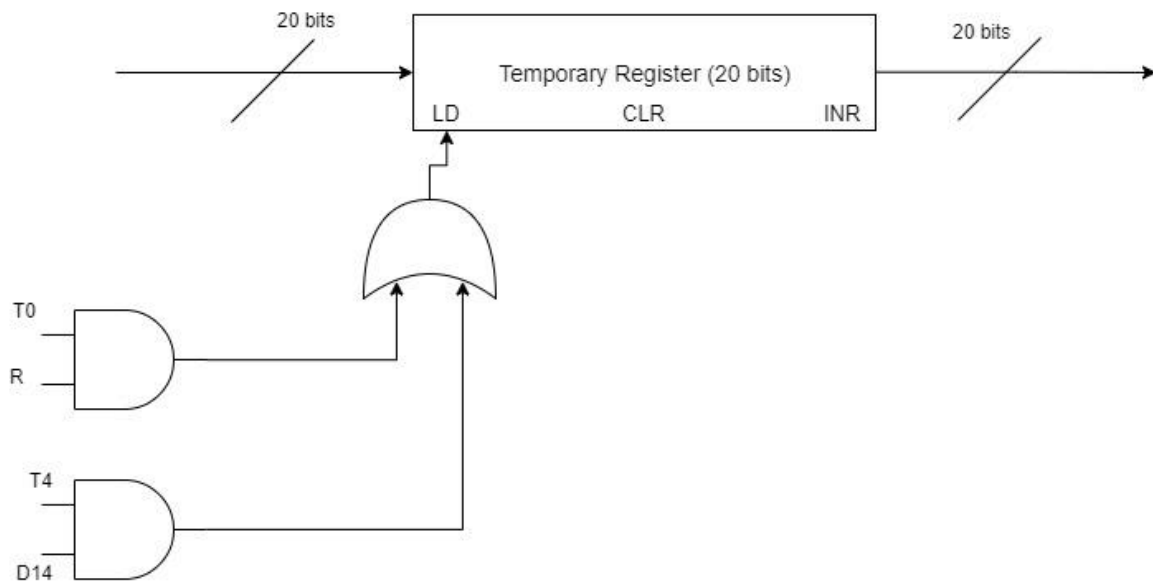 20 bits
20 bits
Temporary Register (20 bits)
LD CLR INR
T0
R
T4
D14